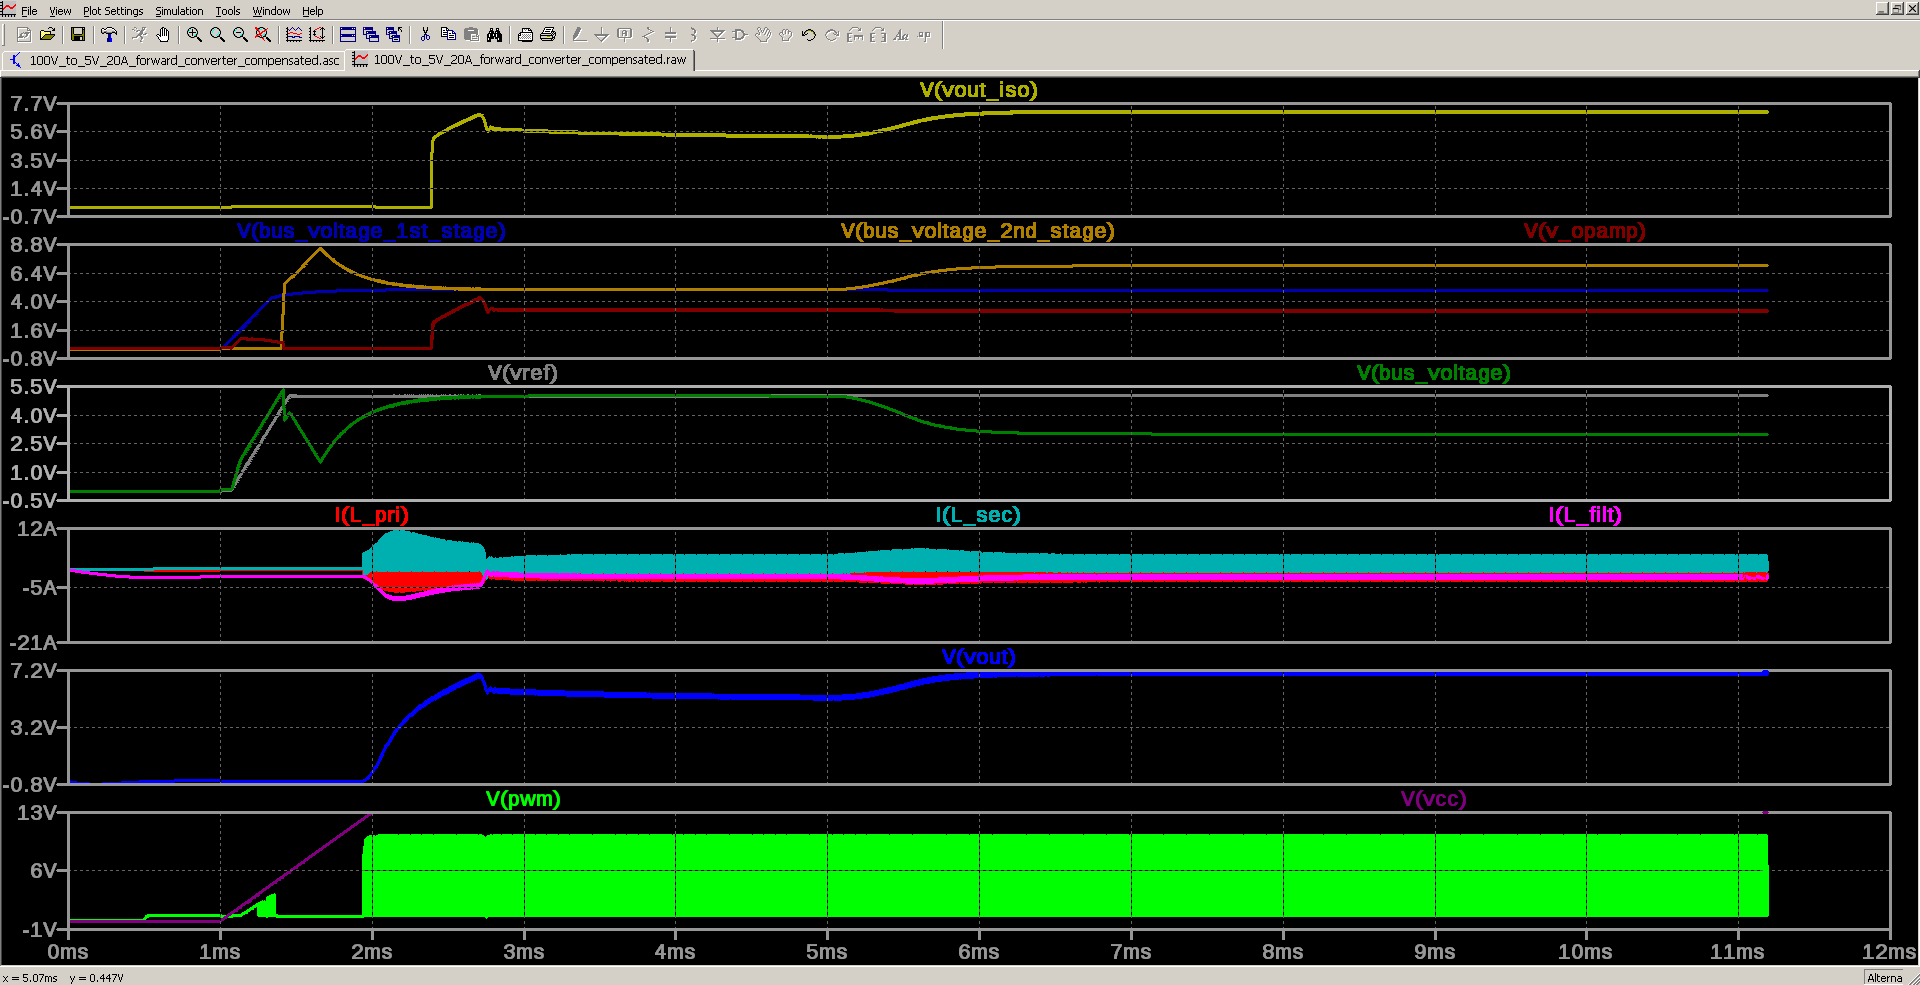 File View Plot Settings Simulation Tools Window Help
100V_to_5V_20A_forward_converter_compensated.asc 100V_to_5V_20A_forward_converter_compensated.raw
V(vout_iso)
7.7V
5.6V
3.5V
1.4V
-0.7V
V(bus_voltage_1st_stage) V(bus_voltage_2nd_stage) V(v_opamp)
8.8V
6.4V
4.0V
1.6V
-0.8V
V(vref) V(bus_voltage)
5.5V
4.0V
2.5V
1.0V
-0.5V
I(L_pri) I(L_sec) I(L_filt)
12A
-5A
-21A
V(vout)
7.2V
3.2V
-0.8V
V(pwm) V(vcc)
13V
6V
-1V
0ms 1ms 2ms 3ms 4ms 5ms 6ms 7ms 8ms 9ms 10ms 11ms 12ms
x = 5.07ms y = 0.447V Alterna